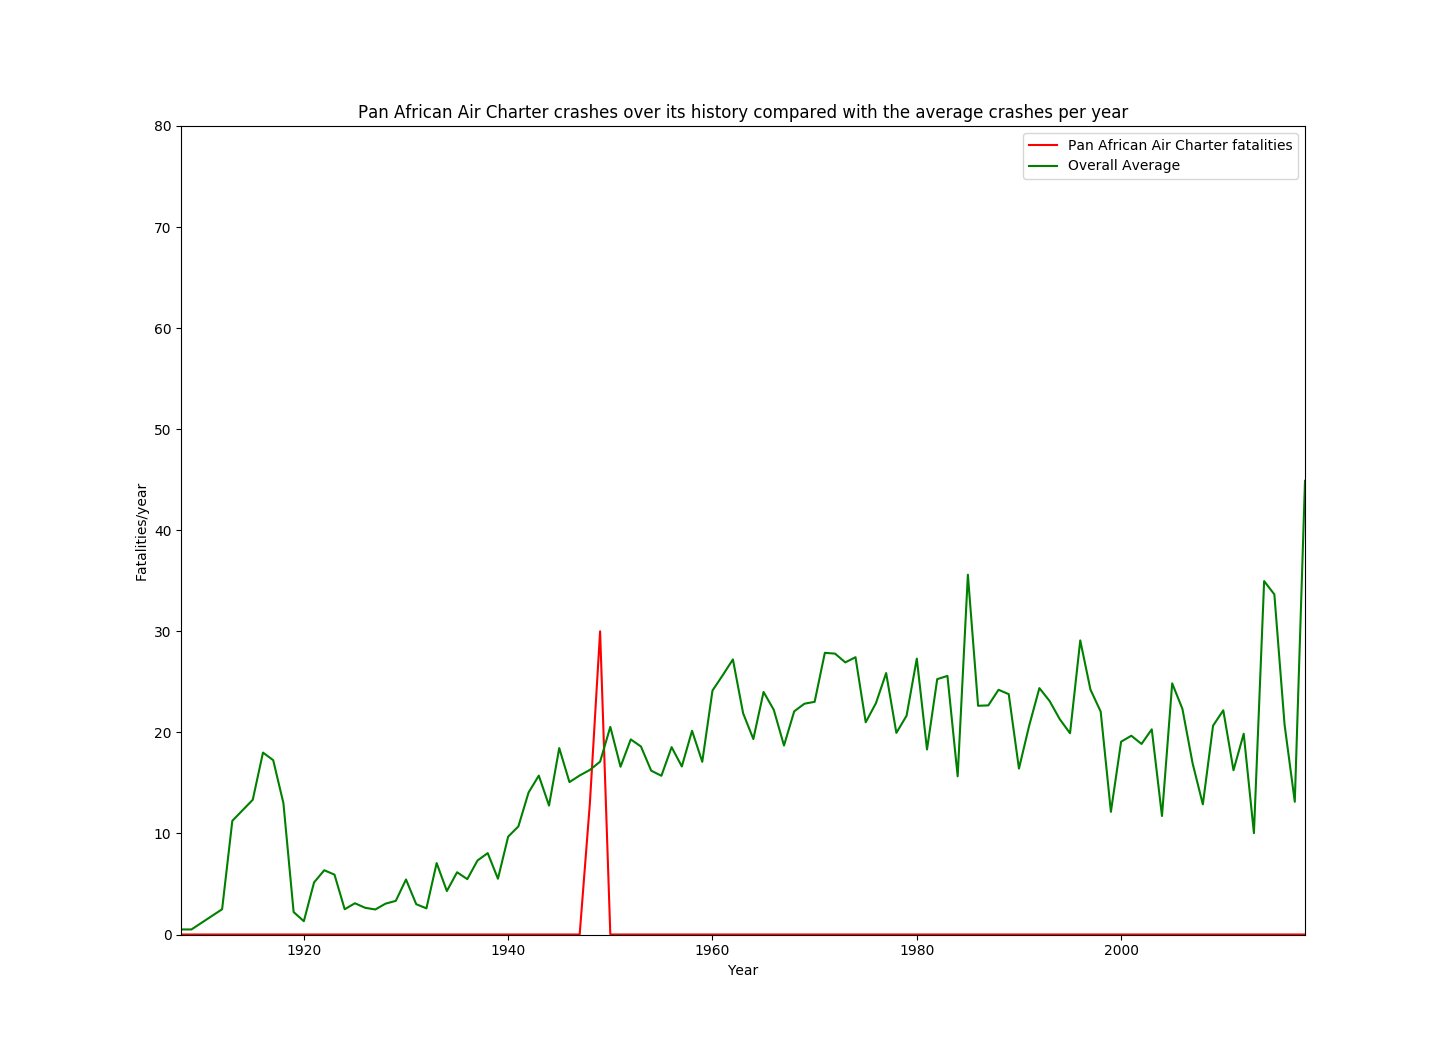 Pan African Air Charter crashes over its history compared with the average crashes per year
Pan African Air Charter fatalities
Overall Average
80
70
60
50
40
30
20
10
0
Fatalities/year
1920 1940 1960 1980 2000
Year